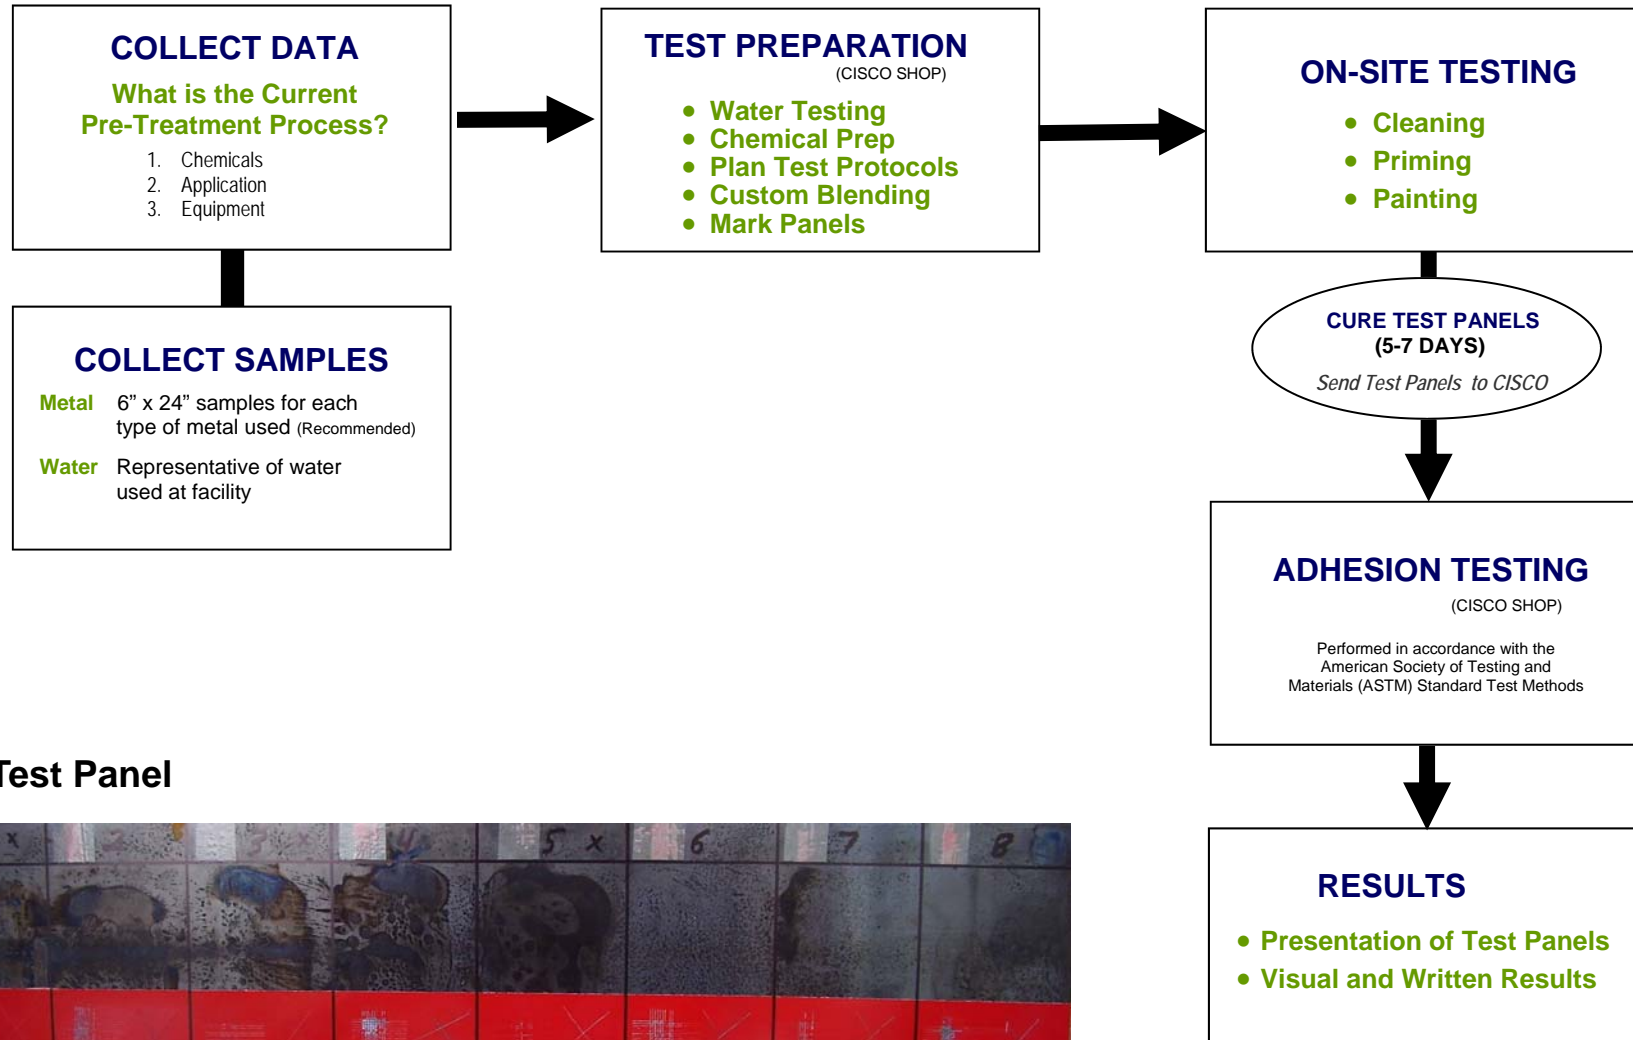 COLLECT DATA
What is the Current
Pre-Treatment Process?
1. Chemicals
2. Application
3. Equipment
COLLECT SAMPLES
Metal 6” x 24” samples for each
type of metal used (Recommended)
Water Representative of water
used at facility
TEST PREPARATION
(CISCO SHOP)
• Water Testing
• Chemical Prep
• Plan Test Protocols
• Custom Blending
• Mark Panels
ON-SITE TESTING
• Cleaning
• Priming
• Painting
CURE TEST PANELS
(5-7 DAYS)
Send Test Panels to CISCO
ADHESION TESTING
(CISCO SHOP)
Performed in accordance with the
American Society of Testing and
Materials (ASTM) Standard Test Methods
RESULTS
• Presentation of Test Panels
• Visual and Written Results
Test Panel
x 2 3 x 4 5 x 6 7 8